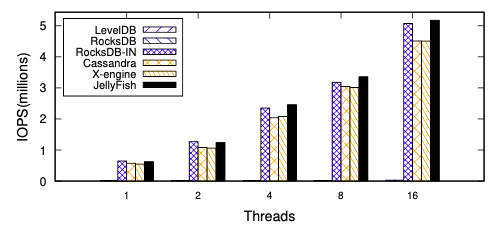 LevelDB
RocksDB
RocksDB-IN
Cassandra
X-engine
JellyFish
5
4
3
2
1
0
IOPS(millions)
1 2 4 8 16
Threads